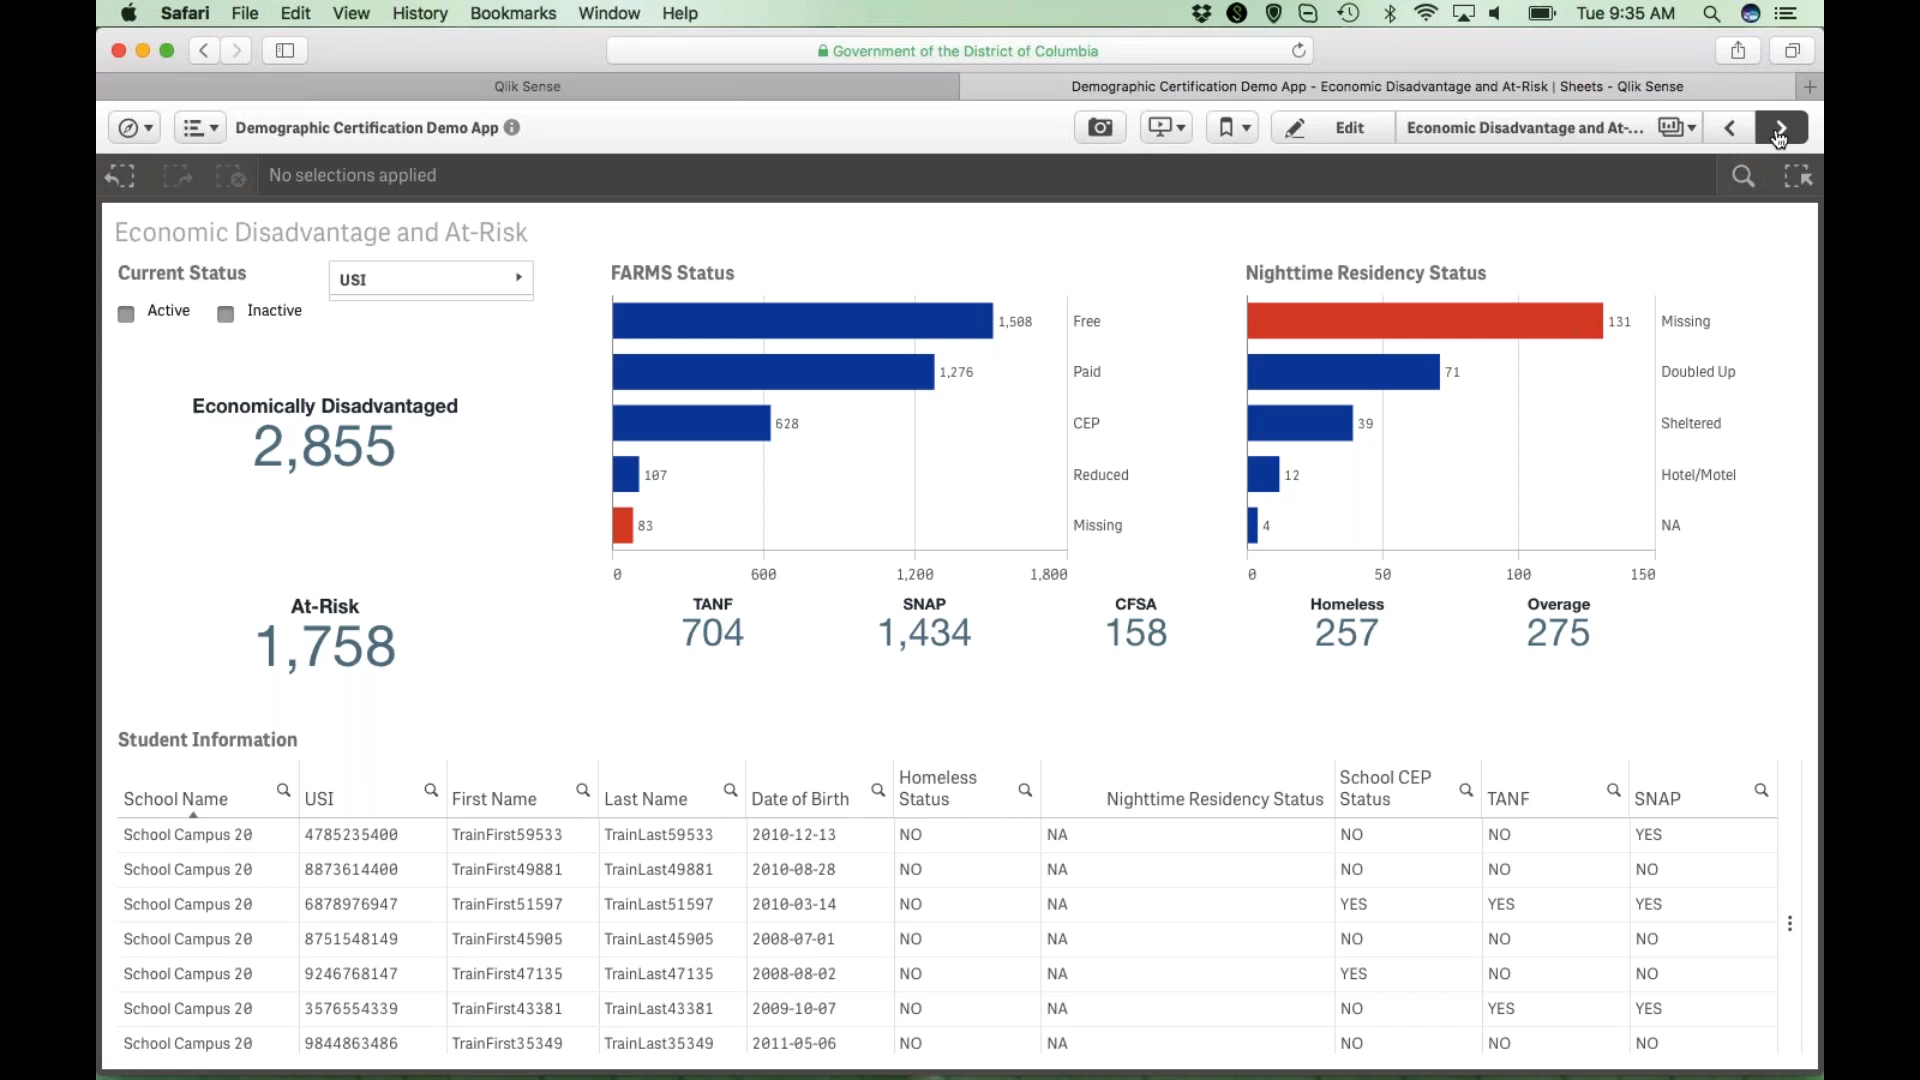 Safari File Edit View History Bookmarks Window Help Tue 9:35 AM
Government of the District of Columbia
Qlik Sense
Demographic Certification Demo App - Economic Disadvantage and At-Risk | Sheets - Qlik Sense
Demographic Certification Demo App
Edit
Economic Disadvantage and At-...
No selections applied
Economic Disadvantage and At-Risk
Current Status
USI
Active Inactive
Economically Disadvantaged
2,855
At-Risk
1,758
FARMS Status
1,508 Free
1,276 Paid
628 CEP
107 Reduced
83 Missing
0 600 1,200 1,800
Nighttime Residency Status
131 Missing
71 Doubled Up
39 Sheltered
12 Hotel/Motel
4 NA
0 50 100 150
TANF SNAP CFSA Homeless Overage
704 1,434 158 257 275
Student Information
School Name USI First Name Last Name Date of Birth Homeless Status Nighttime Residency Status School CEP Status TANF SNAP
School Campus 20 4785235400 TrainFirst59533 TrainLast59533 2010-12-13 NO NA NO NO YES
School Campus 20 8873614400 TrainFirst49881 TrainLast49881 2010-08-28 NO NA NO NO NO
School Campus 20 6878976947 TrainFirst51597 TrainLast51597 2010-03-14 NO NA YES YES YES
School Campus 20 8751548149 TrainFirst45905 TrainLast45905 2008-07-01 NO NA NO NO NO
School Campus 20 9246768147 TrainFirst47135 TrainLast47135 2008-08-02 NO NA YES NO NO
School Campus 20 3576554339 TrainFirst43381 TrainLast43381 2009-10-07 NO NA NO YES YES
School Campus 20 9844863486 TrainFirst35349 TrainLast35349 2011-05-06 NO NA NO NO NO